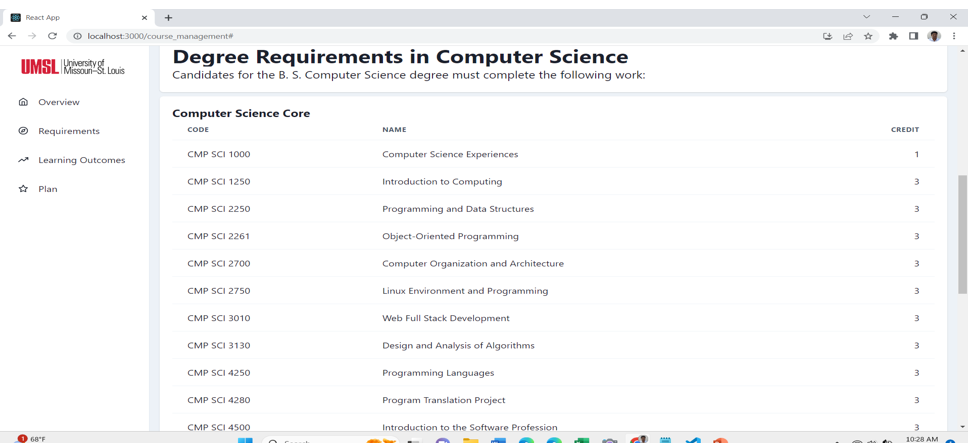 React App
localhost:3000/course_management#
UMSL University of Missouri–St. Louis
Overview
Requirements
Learning Outcomes
Plan
Degree Requirements in Computer Science
Candidates for the B. S. Computer Science degree must complete the following work:
Computer Science Core
CODE NAME CREDIT
CMP SCI 1000 Computer Science Experiences 1
CMP SCI 1250 Introduction to Computing 3
CMP SCI 2250 Programming and Data Structures 3
CMP SCI 2261 Object-Oriented Programming 3
CMP SCI 2700 Computer Organization and Architecture 3
CMP SCI 2750 Linux Environment and Programming 3
CMP SCI 3010 Web Full Stack Development 3
CMP SCI 3130 Design and Analysis of Algorithms 3
CMP SCI 4250 Programming Languages 3
CMP SCI 4280 Program Translation Project 3
CMP SCI 4500 Introduction to the Software Profession 3
1 68°F Search 10:28 AM